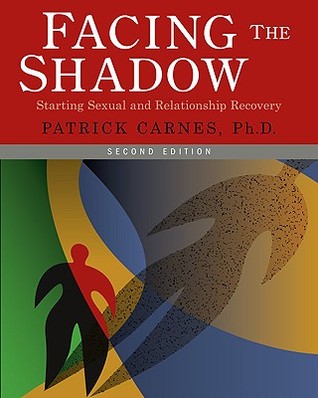 FACING THE
SHADOW
Starting Sexual and Relationship Recovery
PATRICK CARNES, Ph.D.
SECOND EDITION